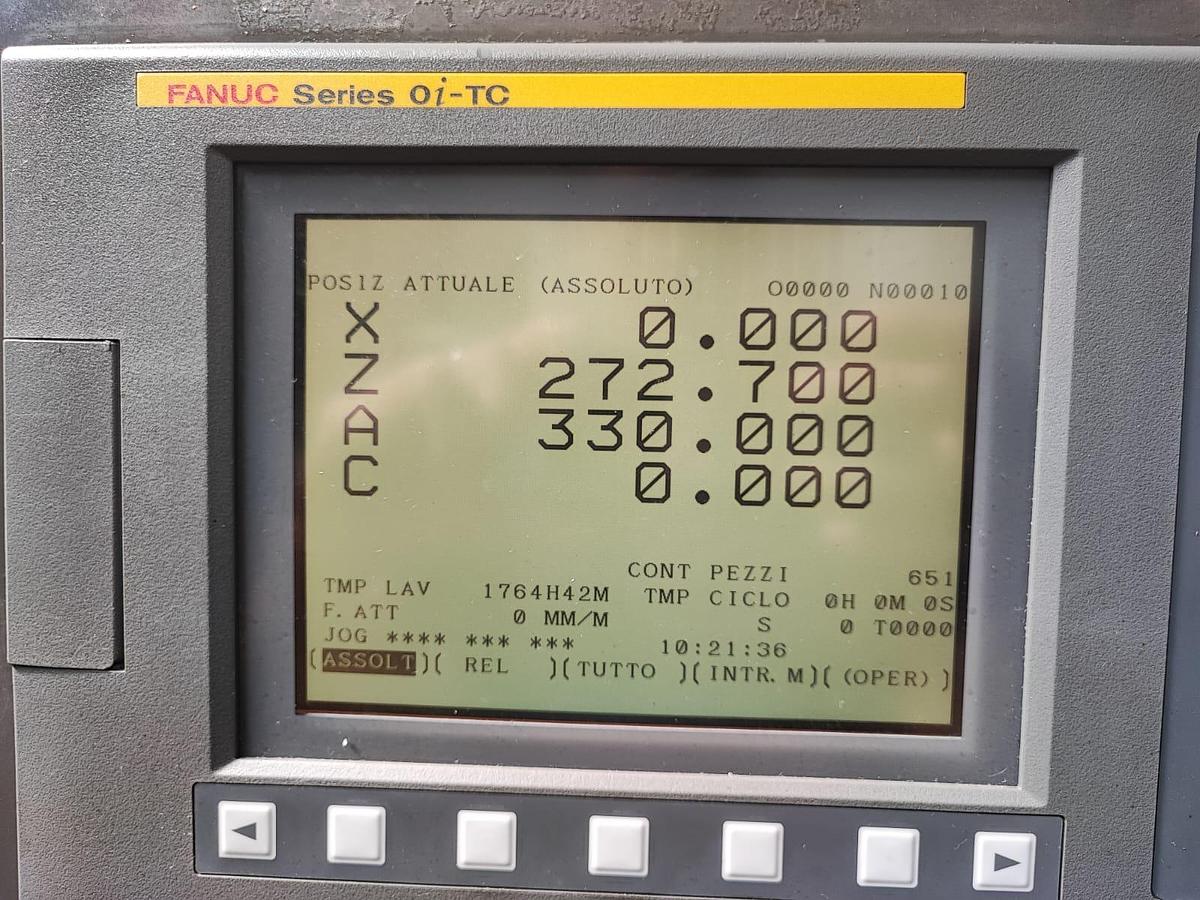 FANUC Series 0i-TC
POSIZ ATTUALE (ASSOLUTO) O0000 N00010
X 0.000
Z 272.700
A 330.000
C 0.000
CONT PEZZI 651
TMP LAV 1764H42M TMP CICLO 0H 0M 0S
F. ATT 0 MM/M S 0 T0000
JOG **** *** *** 10:21:36
(ASSOLT)( REL )(TUTTO )(INTR. M)( (OPER) )